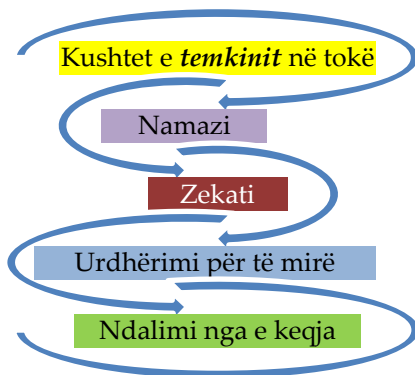 Kushtet e temkinit në tokë
Namazi
Zekati
Urdhërimi për të mirë
Ndalimi nga e keqja